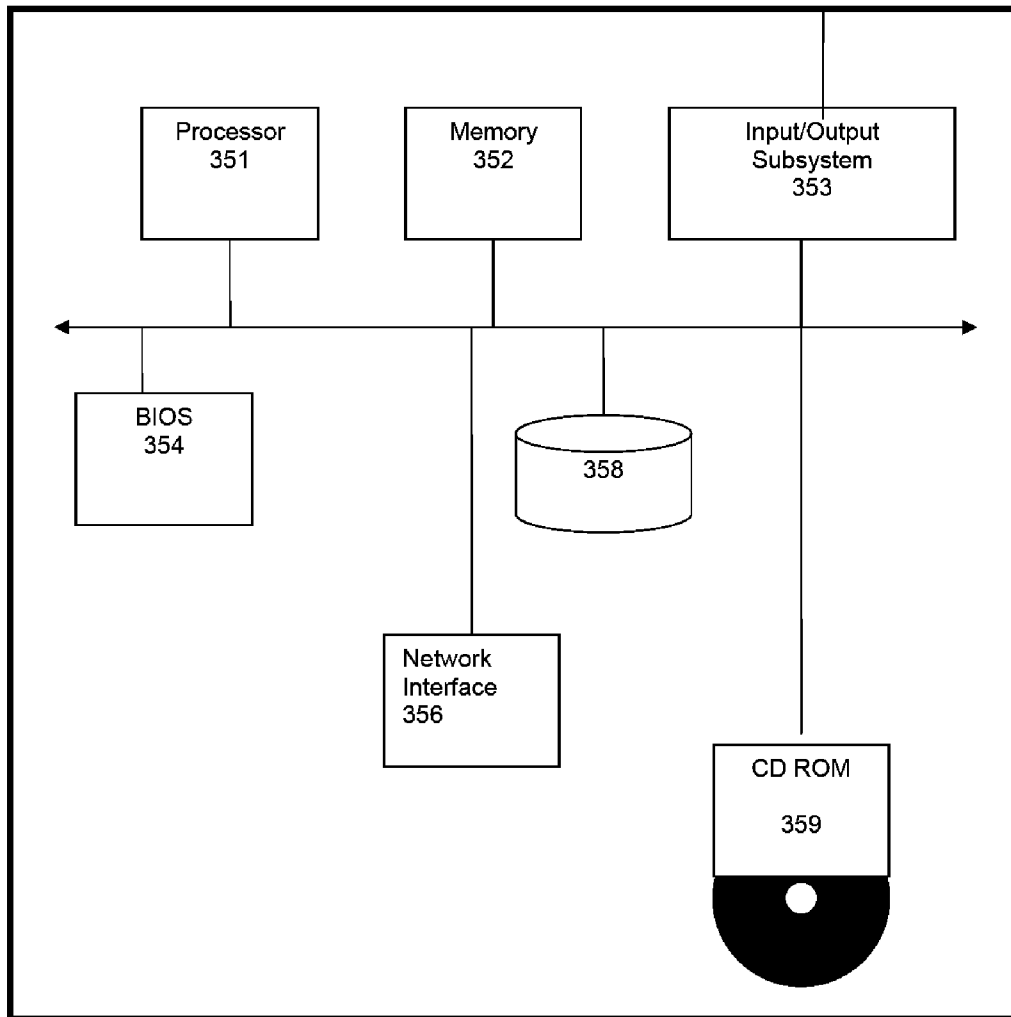 Processor
351
Memory
352
Input/Output
Subsystem
353
BIOS
354
358
Network
Interface
356
CD ROM
359